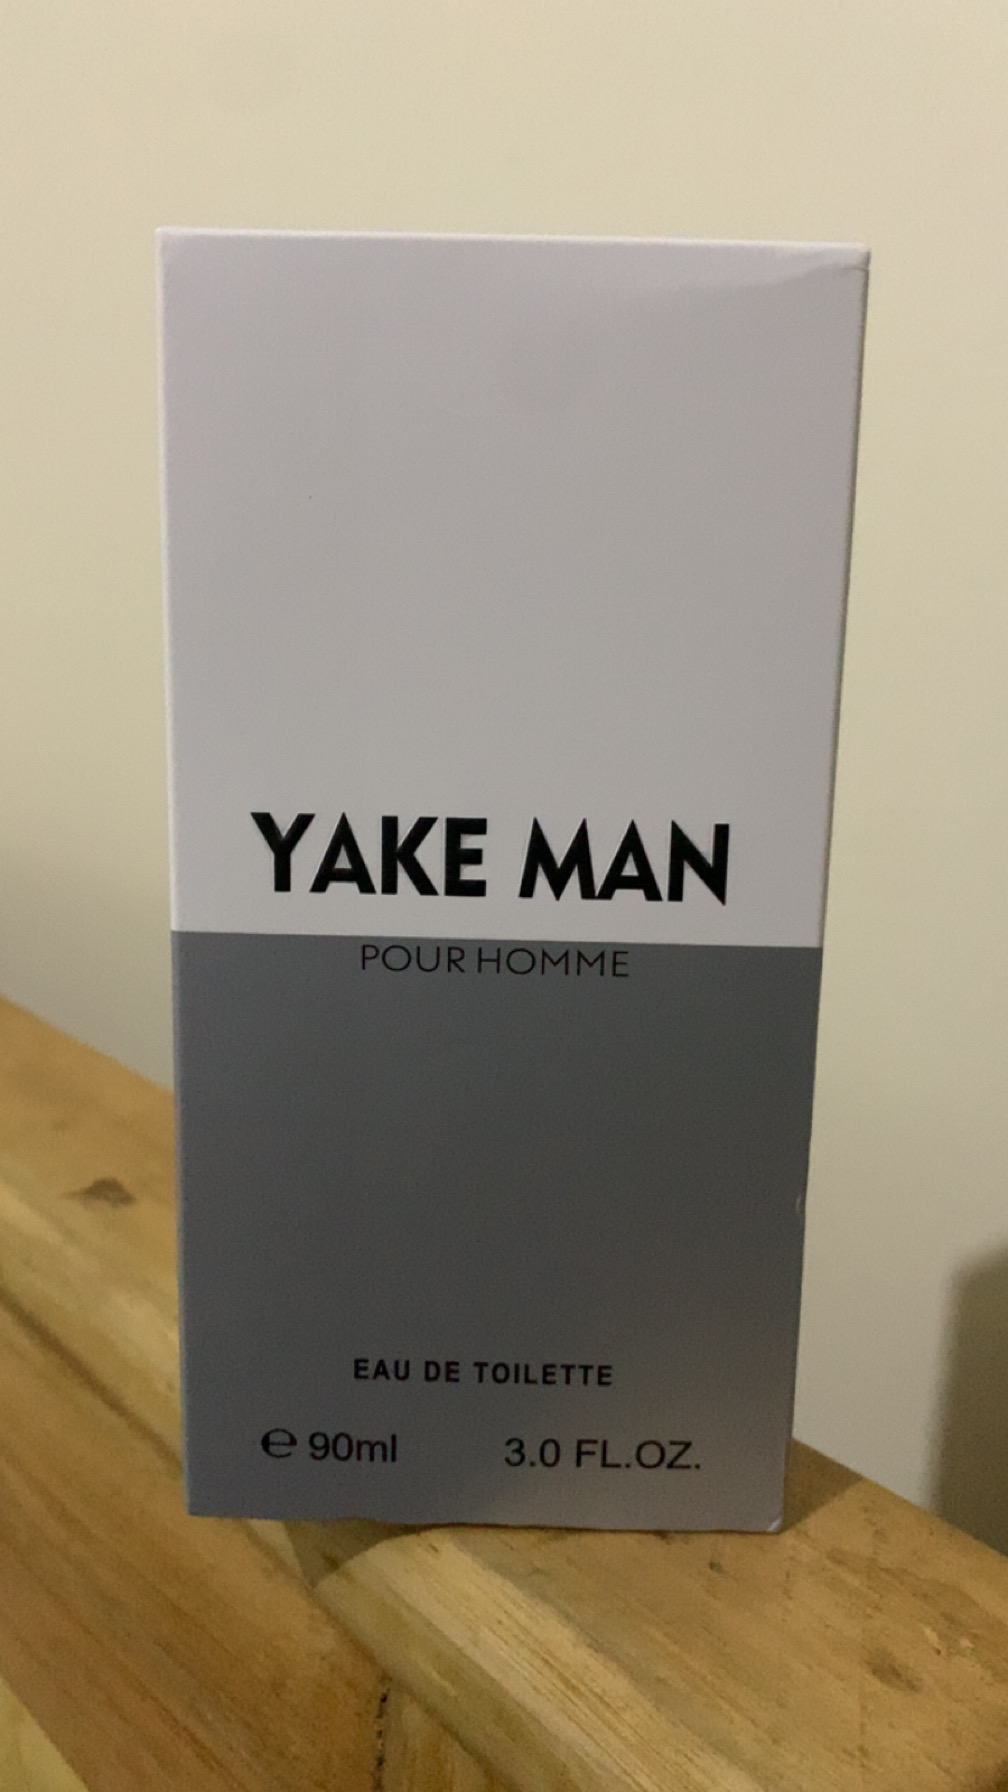 YAKE MAN
POUR HOMME
EAU DE TOILETTE
℮ 90ml 3.0 FL.OZ.